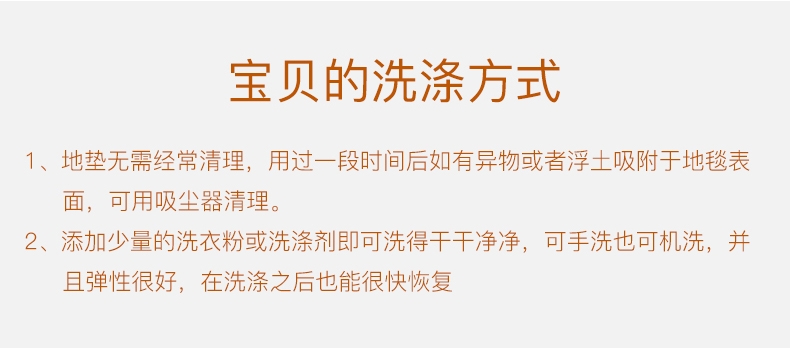 宝贝的洗涤方式
1、地垫无需经常清理，用过一段时间后如有异物或者浮土吸附于地毯表
面，可用吸尘器清理。
2、添加少量的洗衣粉或洗涤剂即可洗得干干净净，可手洗也可机洗，并
且弹性很好，在洗涤之后也能很快恢复